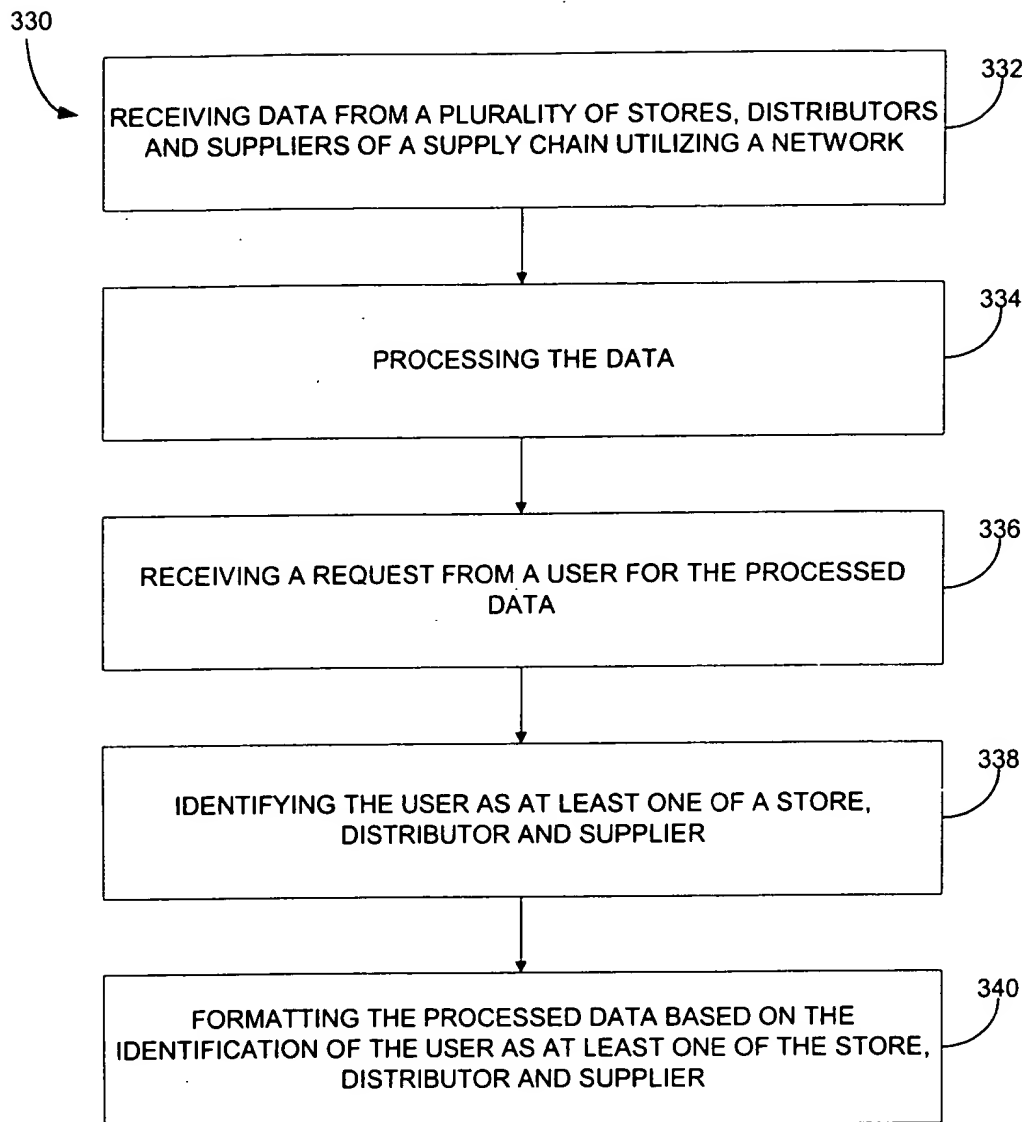 330
332
RECEIVING DATA FROM A PLURALITY OF STORES, DISTRIBUTORS
AND SUPPLIERS OF A SUPPLY CHAIN UTILIZING A NETWORK
334
PROCESSING THE DATA
336
RECEIVING A REQUEST FROM A USER FOR THE PROCESSED
DATA
338
IDENTIFYING THE USER AS AT LEAST ONE OF A STORE,
DISTRIBUTOR AND SUPPLIER
340
FORMATTING THE PROCESSED DATA BASED ON THE
IDENTIFICATION OF THE USER AS AT LEAST ONE OF THE STORE,
DISTRIBUTOR AND SUPPLIER